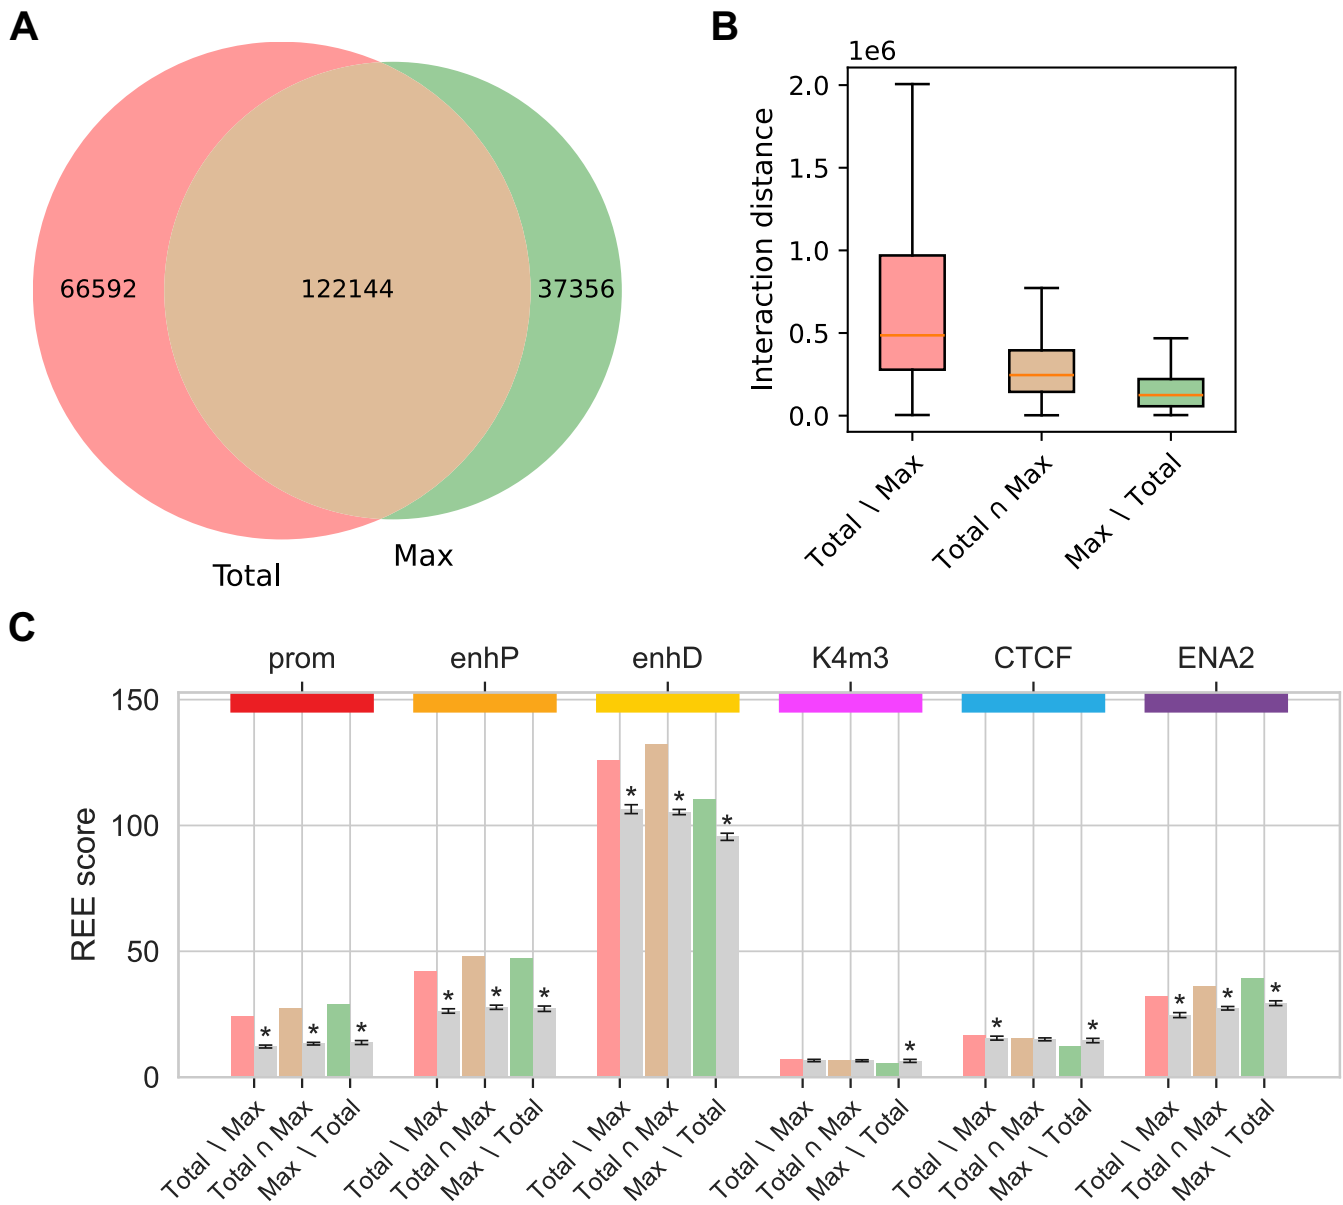 A
66592
122144
37356
Total
Max
B
1e6
Interaction distance
2.0
1.5
1.0
0.5
0.0
Total \ Max
Total ∩ Max
Max \ Total
C
prom
enhP
enhD
K4m3
CTCF
ENA2
REE score
150
100
50
0
* * * * * * * * * * * * * * *
Total \ Max
Total ∩ Max
Max \ Total
Total \ Max
Total ∩ Max
Max \ Total
Total \ Max
Total ∩ Max
Max \ Total
Total \ Max
Total ∩ Max
Max \ Total
Total \ Max
Total ∩ Max
Max \ Total
Total \ Max
Total ∩ Max
Max \ Total